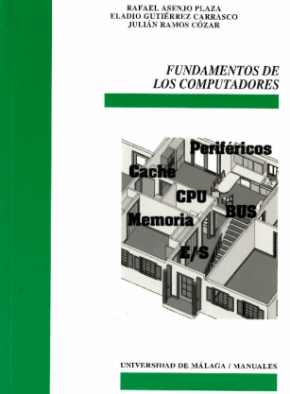 RAFAEL ASENJO PLAZA
ELADIO GUTIÉRREZ CARRASCO
JULIÁN RAMOS CÓZAR
FUNDAMENTOS DE
LOS COMPUTADORES
Periféricos
Caché
CPU
BUS
Memoria
E/S
UNIVERSIDAD DE MÁLAGA / MANUALES